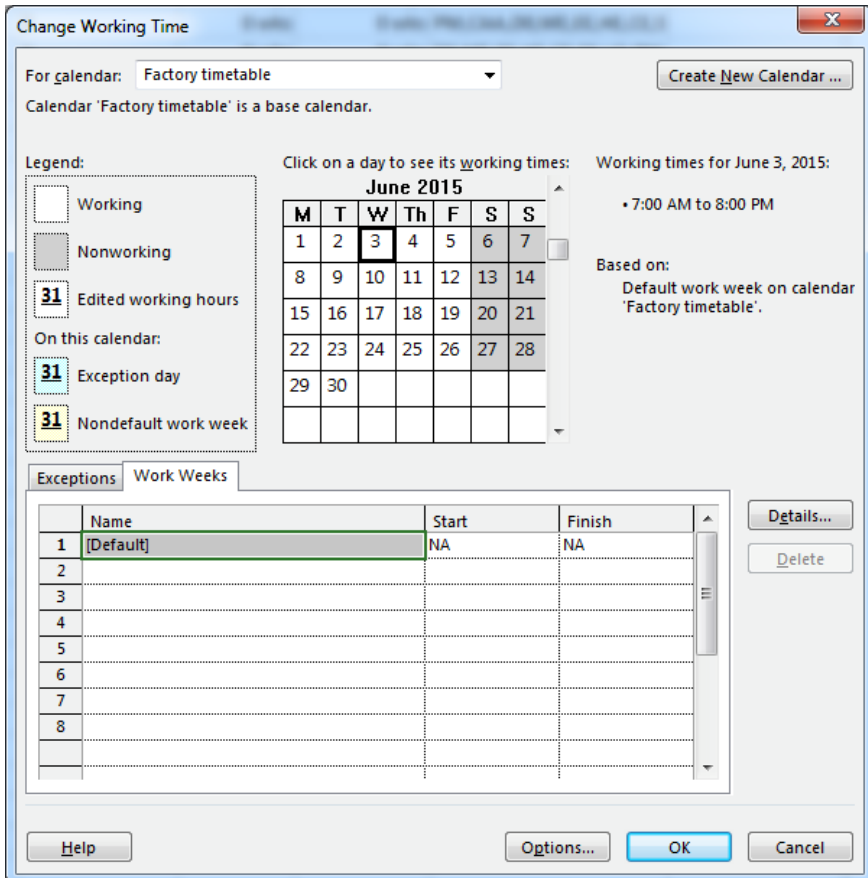 Change Working Time
For calendar: Factory timetable
Create New Calendar ...
Calendar 'Factory timetable' is a base calendar.
Legend:
Working
Nonworking
31 Edited working hours
On this calendar:
31 Exception day
31 Nondefault work week
Click on a day to see its working times:
June 2015
M T W Th F S S
1 2 3 4 5 6 7
8 9 10 11 12 13 14
15 16 17 18 19 20 21
22 23 24 25 26 27 28
29 30
Working times for June 3, 2015:
• 7:00 AM to 8:00 PM
Based on:
Default work week on calendar
'Factory timetable'.
Exceptions Work Weeks
Name Start Finish
1 [Default] NA NA
2
3
4
5
6
7
8
Details...
Delete
Help
Options...
OK
Cancel